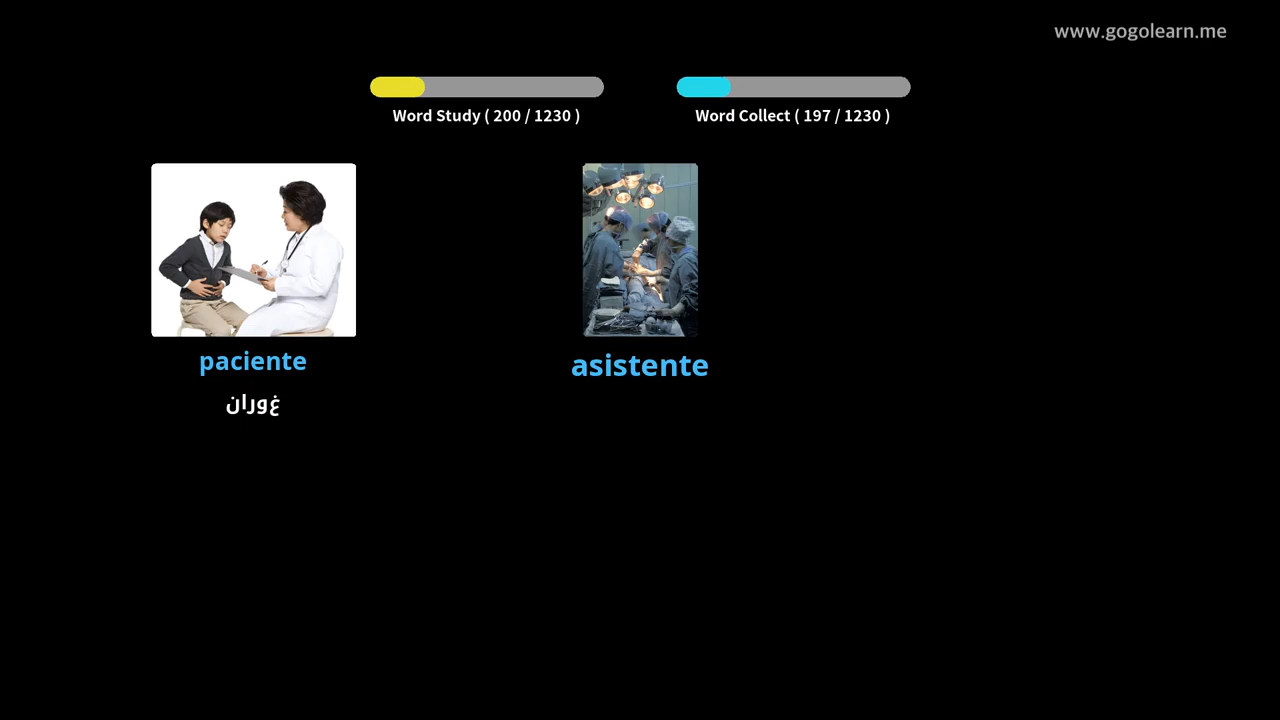 www.gogolearn.me
Word Study ( 200 / 1230 )
Word Collect ( 197 / 1230 )
paciente
asistente
غوران